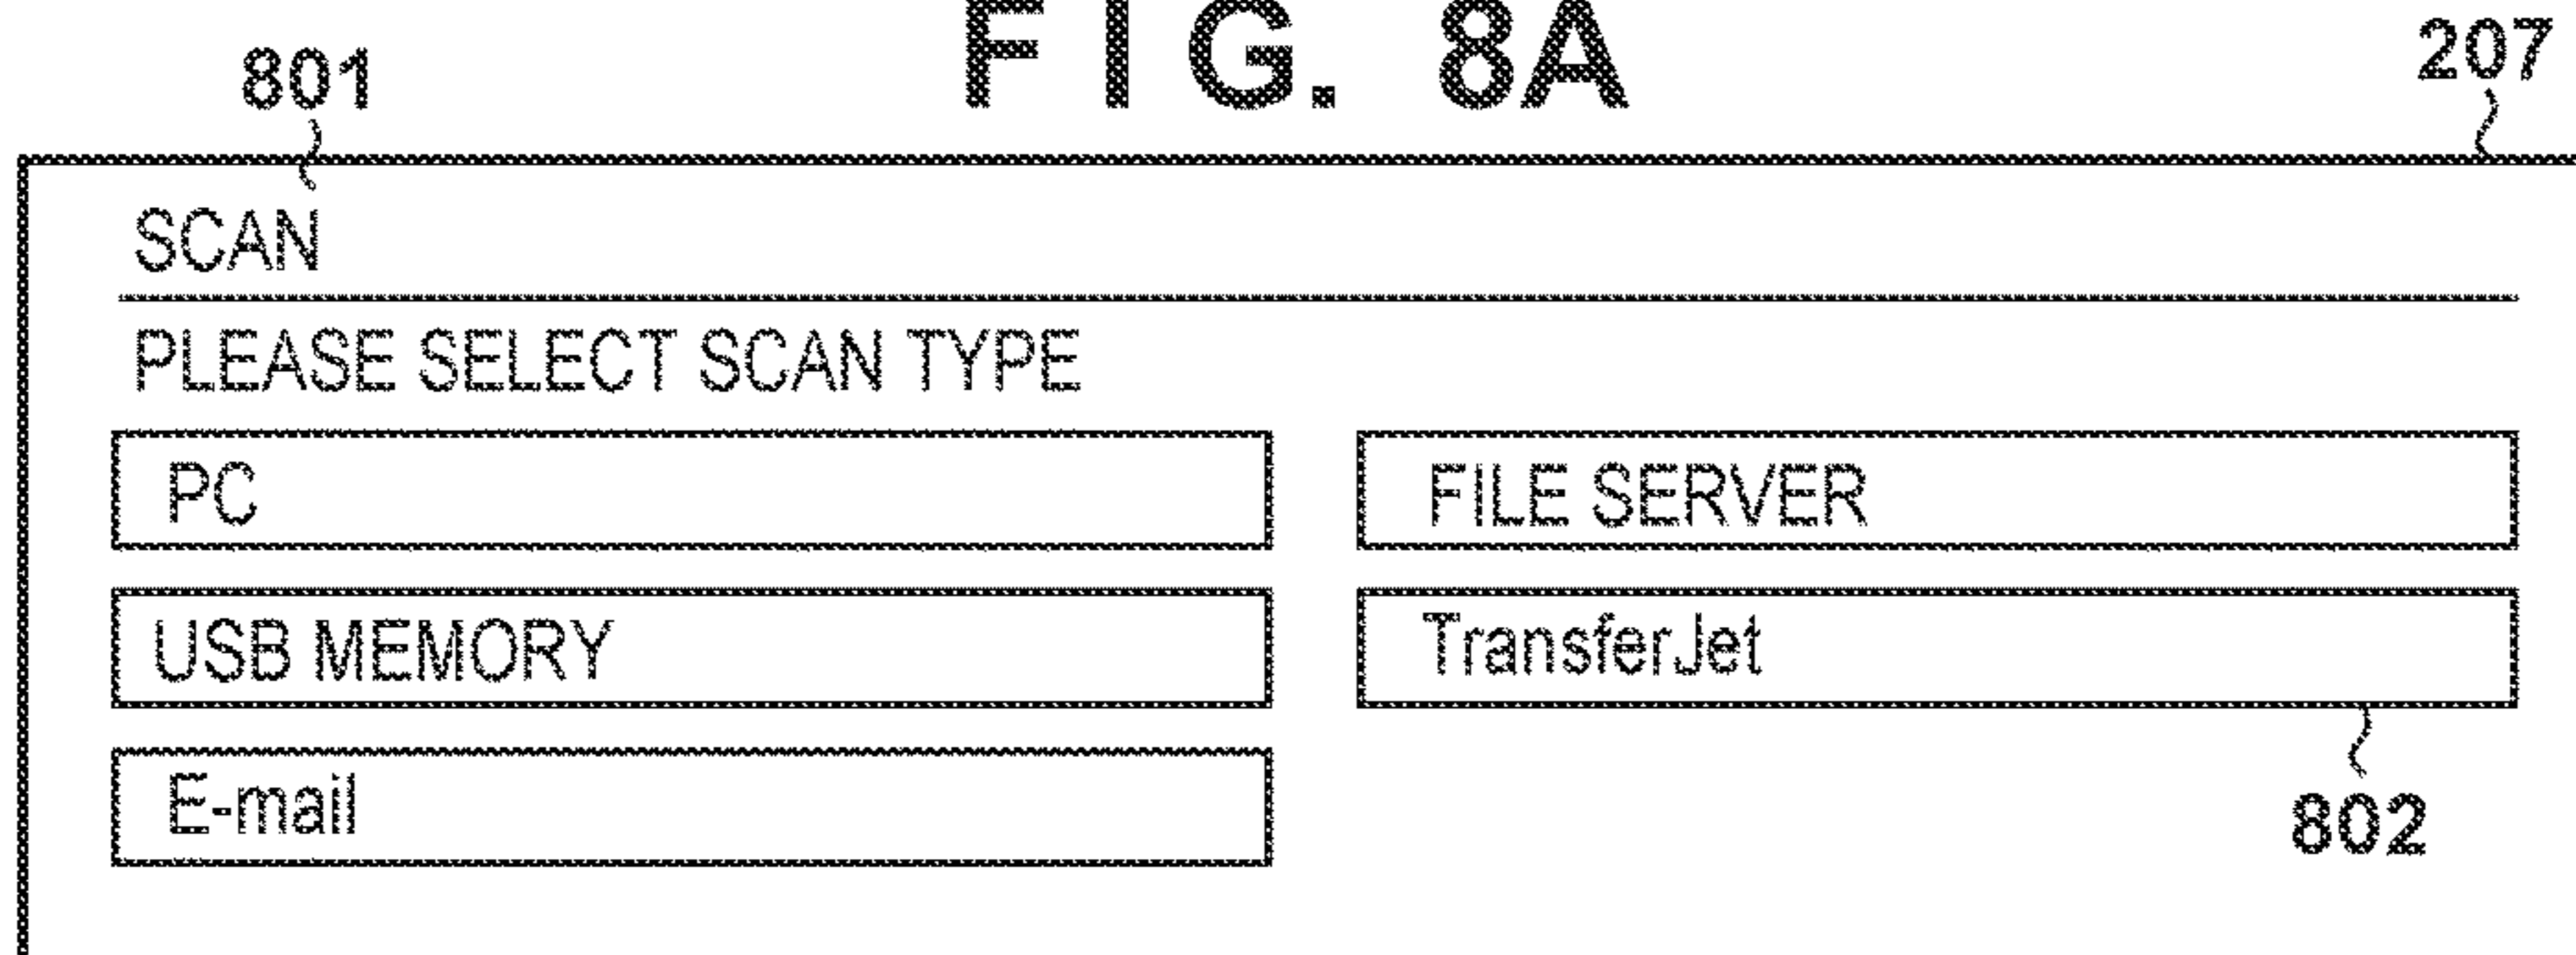 FIG. 8A
801
207
SCAN
PLEASE SELECT SCAN TYPE
PC
FILE SERVER
USB MEMORY
TransferJet
E-mail
802